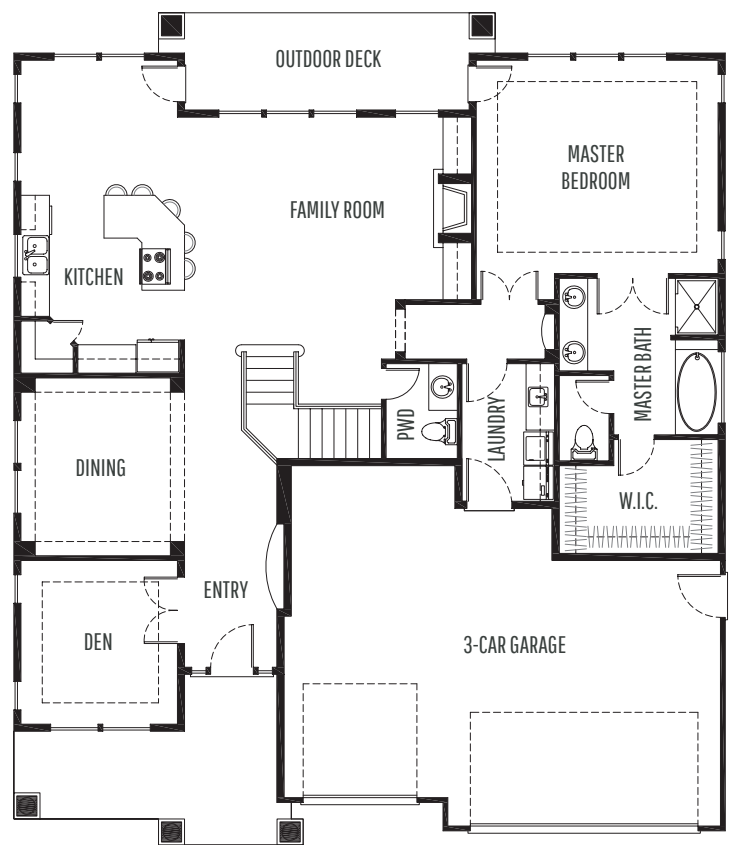 OUTDOOR DECK
MASTER
BEDROOM
FAMILY ROOM
KITCHEN
MASTER BATH
PWD
LAUNDRY
DINING
W.I.C.
ENTRY
DEN
3-CAR GARAGE